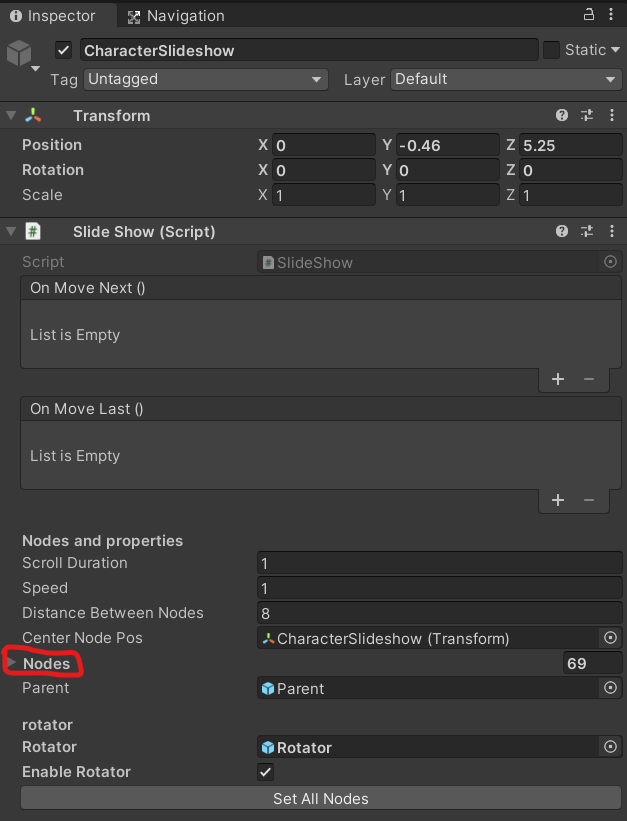 Inspector Navigation
CharacterSlideshow Static
Tag Untagged Layer Default
Transform
Position X 0 Y -0.46 Z 5.25
Rotation X 0 Y 0 Z 0
Scale X 1 Y 1 Z 1
# Slide Show (Script)
Script # SlideShow
On Move Next ()
List is Empty
+ −
On Move Last ()
List is Empty
+ −
Nodes and properties
Scroll Duration 1
Speed 1
Distance Between Nodes 8
Center Node Pos CharacterSlideshow (Transform)
Nodes 69
Parent Parent
rotator
Rotator Rotator
Enable Rotator
Set All Nodes